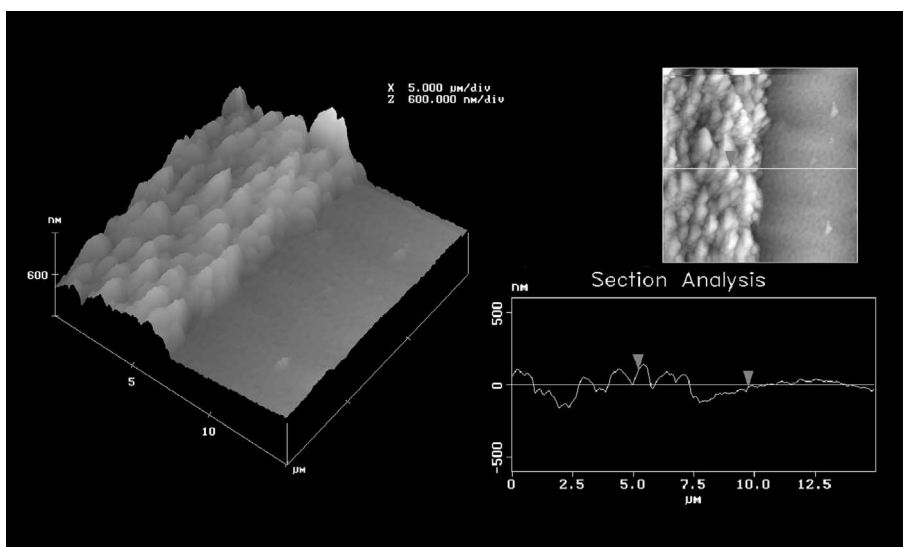 X 5.000 μm/div
Z 600.000 nm/div
nM
600
5
10
μM
Section Analysis
nM
500
0
-500
0 2.5 5.0 7.5 10.0 12.5
μM